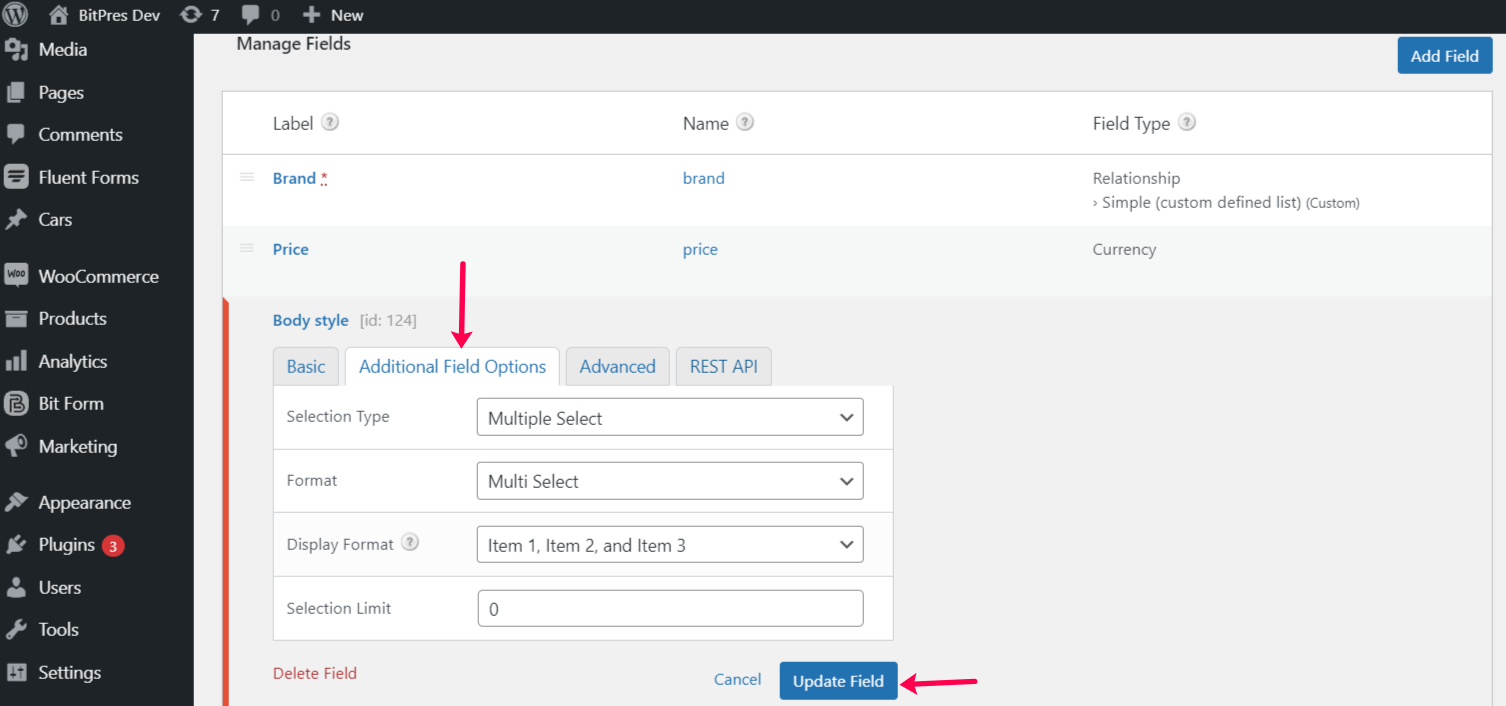 BitPres Dev 7 0 + New
Media
Pages
Comments
Fluent Forms
Cars
WOO WooCommerce
Products
Analytics
Bit Form
Marketing
Appearance
Plugins 3
Users
Tools
Settings
Manage Fields
Add Field
Label ? Name ? Field Type ?
Brand * brand Relationship
› Simple (custom defined list) (Custom)
Price price Currency
Body style [id: 124]
Basic Additional Field Options Advanced REST API
Selection Type Multiple Select
Format Multi Select
Display Format ? Item 1, Item 2, and Item 3
Selection Limit 0
Delete Field Cancel Update Field